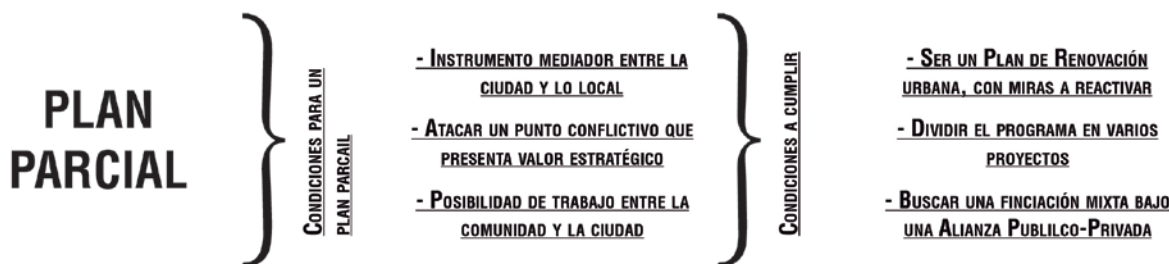 PLAN
PARCIAL
CONDICIONES PARA UN
PLAN PARCAIL
- INSTRUMENTO MEDIADOR ENTRE LA
CIUDAD Y LO LOCAL
- ATACAR UN PUNTO CONFLICTIVO QUE
PRESENTA VALOR ESTRATÉGICO
- POSIBILIDAD DE TRABAJO ENTRE LA
COMUNIDAD Y LA CIUDAD
CONDICIONES A CUMPLIR
- SER UN PLAN DE RENOVACIÓN
URBANA, CON MIRAS A REACTIVAR
- DIVIDIR EL PROGRAMA EN VARIOS
PROYECTOS
- BUSCAR UNA FINCIACIÓN MIXTA BAJO
UNA ALIANZA PUBLILCO-PRIVADA